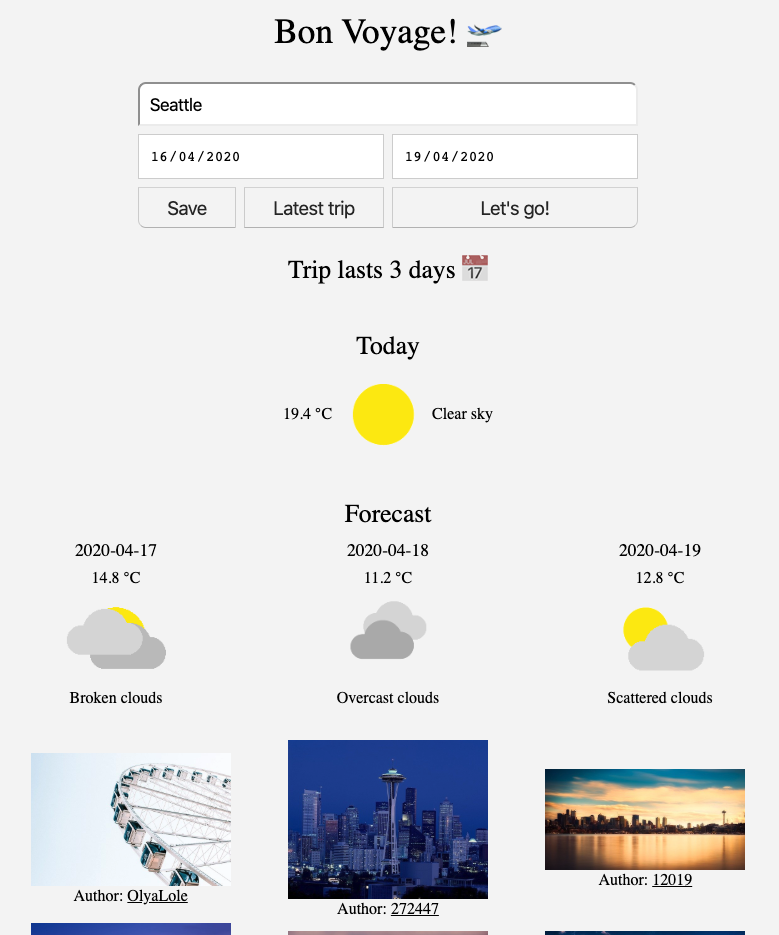 Bon Voyage!
Seattle
16/04/2020 19/04/2020
Save Latest trip Let's go!
Trip lasts 3 days 17
Today
19.4 °C Clear sky
Forecast
2020-04-17 2020-04-18 2020-04-19
14.8 °C 11.2 °C 12.8 °C
Broken clouds Overcast clouds Scattered clouds
Author: OlyaLole Author: 272447 Author: 12019